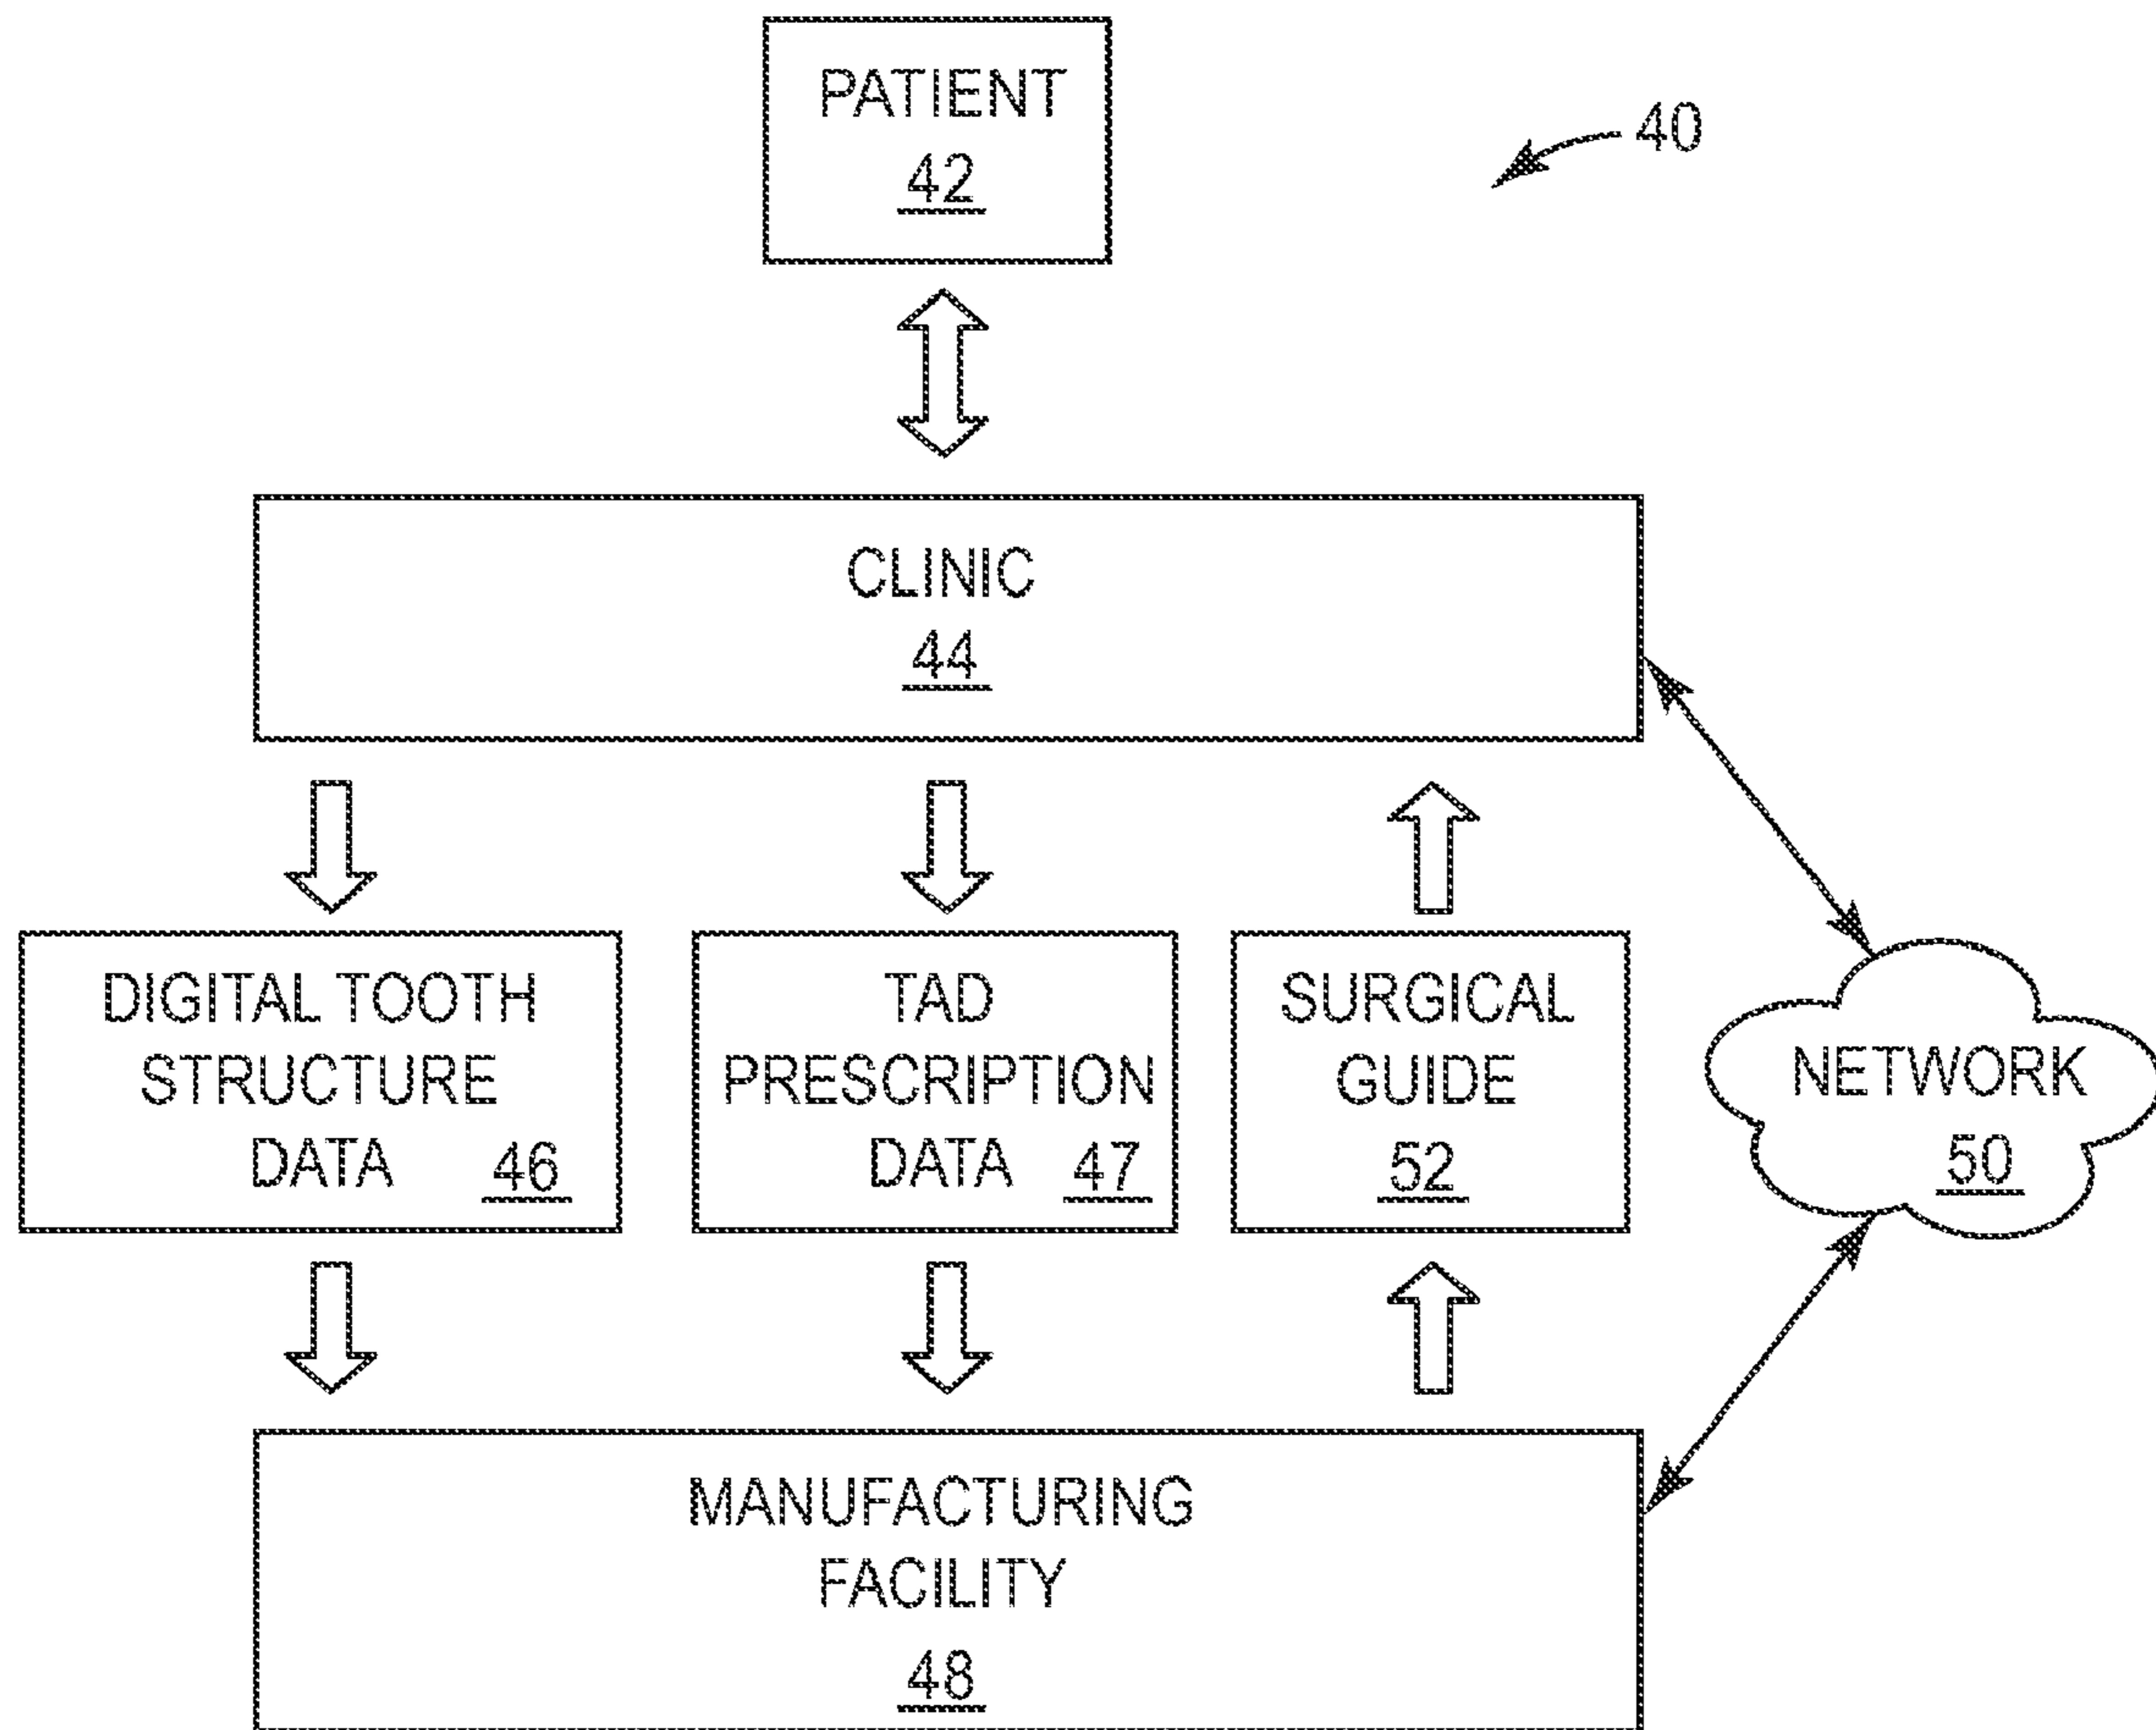 PATIENT
42
40
CLINIC
44
DIGITAL TOOTH
STRUCTURE
DATA 46
TAD
PRESCRIPTION
DATA 47
SURGICAL
GUIDE
52
NETWORK
50
MANUFACTURING
FACILITY
48